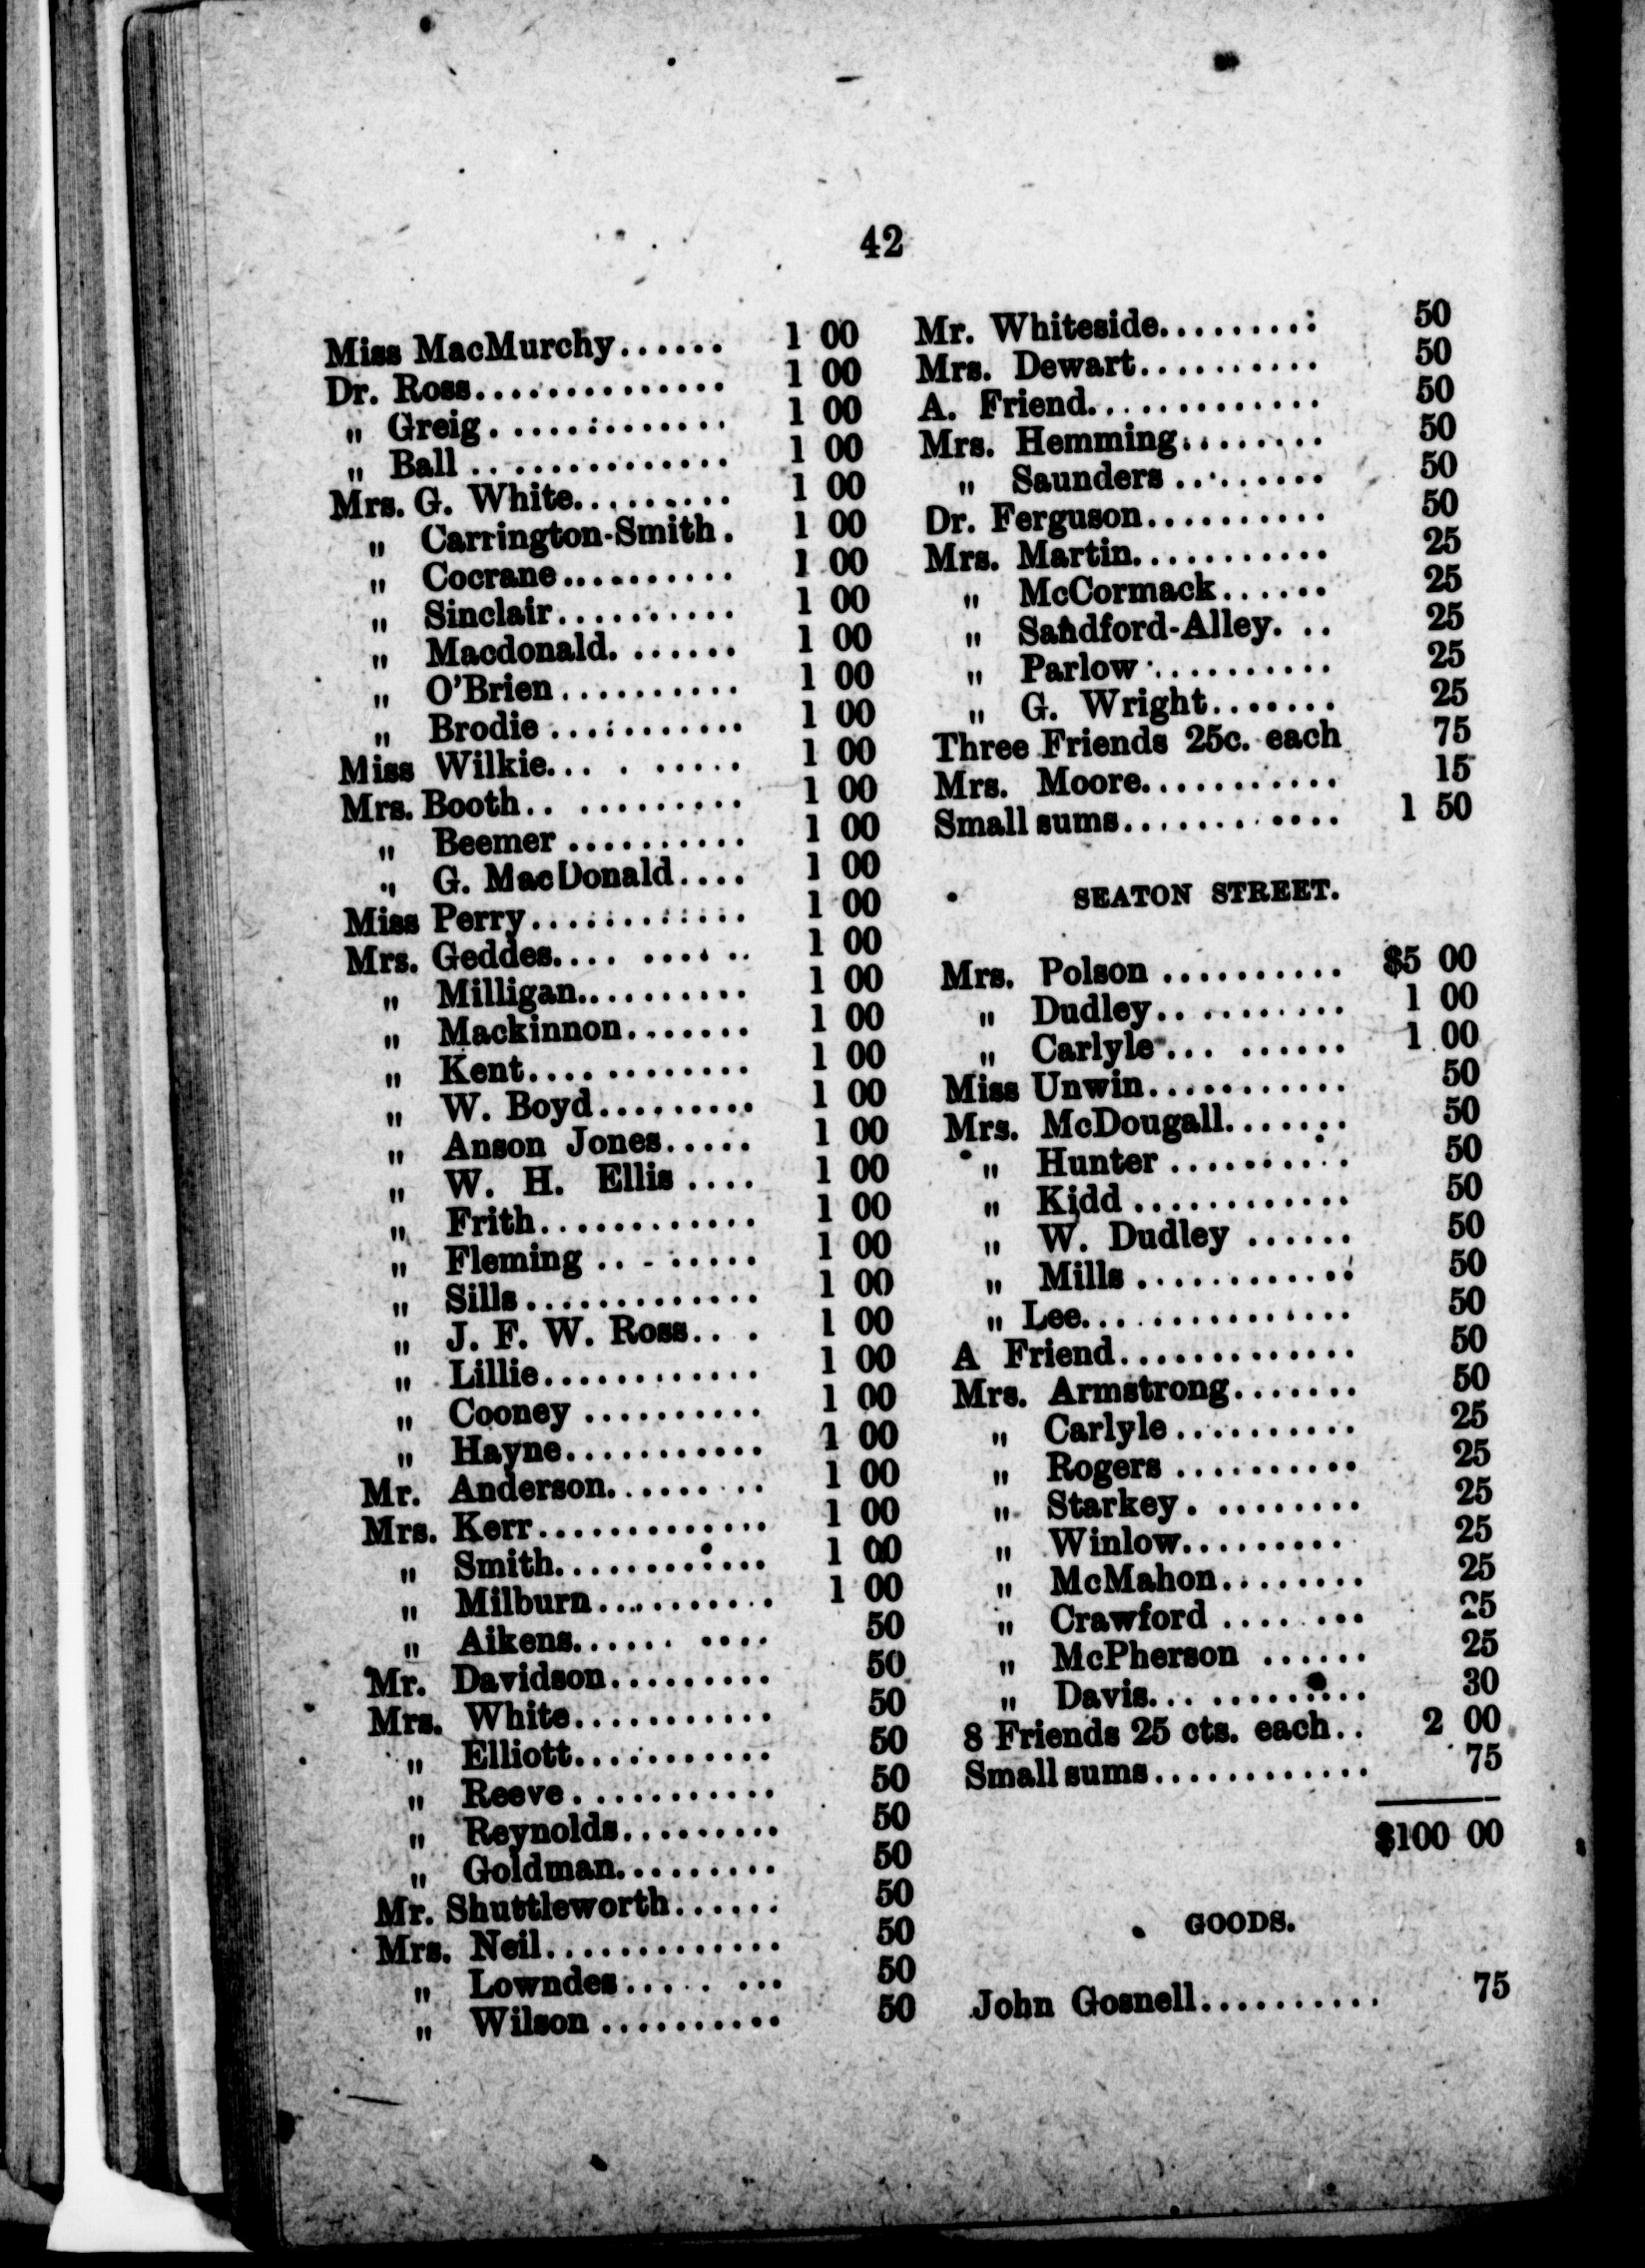 42
Miss MacMurchy...... 1 00
Dr. Ross.............. 1 00
„ Greig............. 1 00
„ Ball .............. 1 00
Mrs. G. White......... 1 00
„ Carrington-Smith. 1 00
„ Cocrane.......... 1 00
„ Sinclair.......... 1 00
„ Macdonald....... 1 00
„ O'Brien.......... 1 00
„ Brodie ........... 1 00
Miss Wilkie... . ..... 1 00
Mrs. Booth.. ......... 1 00
„ Beemer .......... 1 00
„ G. MacDonald.... 1 00
Miss Perry............ 1 00
Mrs. Geddes.... ...... 1 00
„ Milligan.......... 1 00
„ Mackinnon....... 1 00
„ Kent............ 1 00
„ W. Boyd......... 1 00
„ Anson Jones..... 1 00
„ W. H. Ellis .... 1 00
„ Frith............ 1 00
„ Fleming ......... 1 00
„ Sills............. 1 00
„ J. F. W. Ross.. . 1 00
„ Lillie............ 1 00
„ Cooney .......... 1 00
„ Hayne........... 1 00
Mr. Anderson......... 1 00
Mrs. Kerr............. 1 00
„ Smith............ 1 00
„ Milburn.......... 1 00
„ Aikens...... .... 50
Mr. Davidson......... 50
Mrs. White........... 50
„ Elliott........... 50
„ Reeve........... 50
„ Reynolds......... 50
„ Goldman......... 50
Mr. Shuttleworth...... 50
Mrs. Neil............. 50
„ Lowndes..... ... 50
„ Wilson .......... 50
Mr. Whiteside......... 50
Mrs. Dewart.......... 50
A. Friend............. 50
Mrs. Hemming........ 50
„ Saunders ........ 50
Dr. Ferguson.......... 50
Mrs. Martin........... 25
„ McCormack...... 25
„ Sandford-Alley. .. 25
„ Parlow .......... 25
„ G. Wright....... 25
Three Friends 25c. each 75
Mrs. Moore........... 15
Small sums............ 1 50
SEATON STREET.
Mrs. Polson .......... $5 00
„ Dudley........... 1 00
„ Carlyle... ...... 1 00
Miss Unwin........... 50
Mrs. McDougall....... 50
„ Hunter .......... 50
„ Kidd ............ 50
„ W. Dudley ...... 50
„ Mills ............ 50
„ Lee............... 50
A Friend............. 50
Mrs. Armstrong....... 50
„ Carlyle.......... 25
„ Rogers .......... 25
„ Starkey. ........ 25
„ Winlow......... 25
„ McMahon........ 25
„ Crawford ........ 25
„ McPherson ...... 25
„ Davis... ......... 30
8 Friends 25 cts. each.. 2 00
Small sums............ 75
$100 00
GOODS.
John Gosnell.......... 75